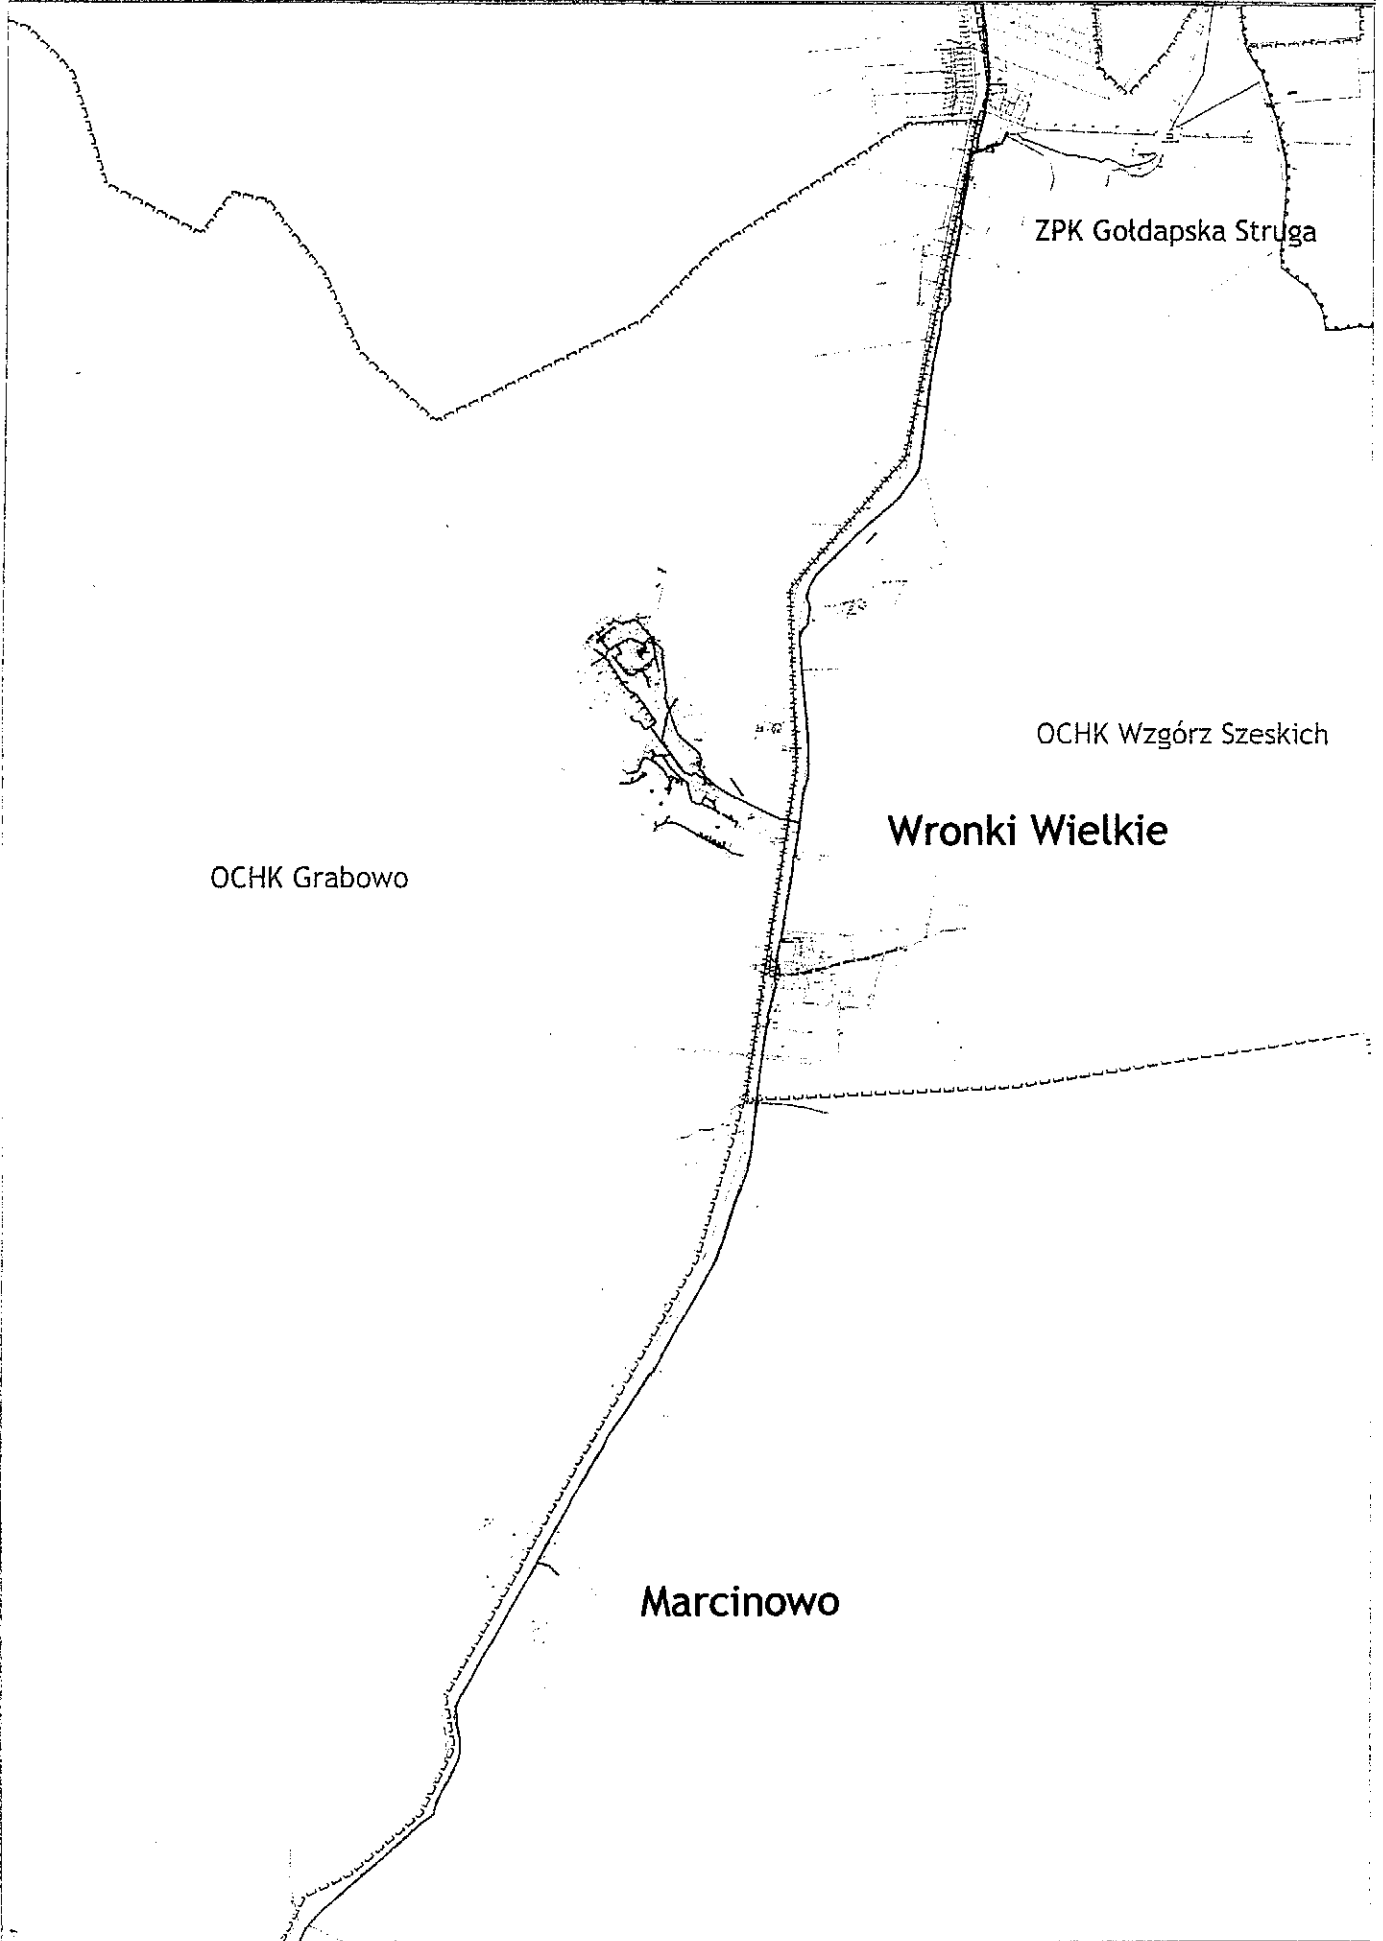 ZPK Gołdapska Struga
OCHK Wzgórz Szeskich
Wronki Wielkie
OCHK Grabowo
Marcinowo